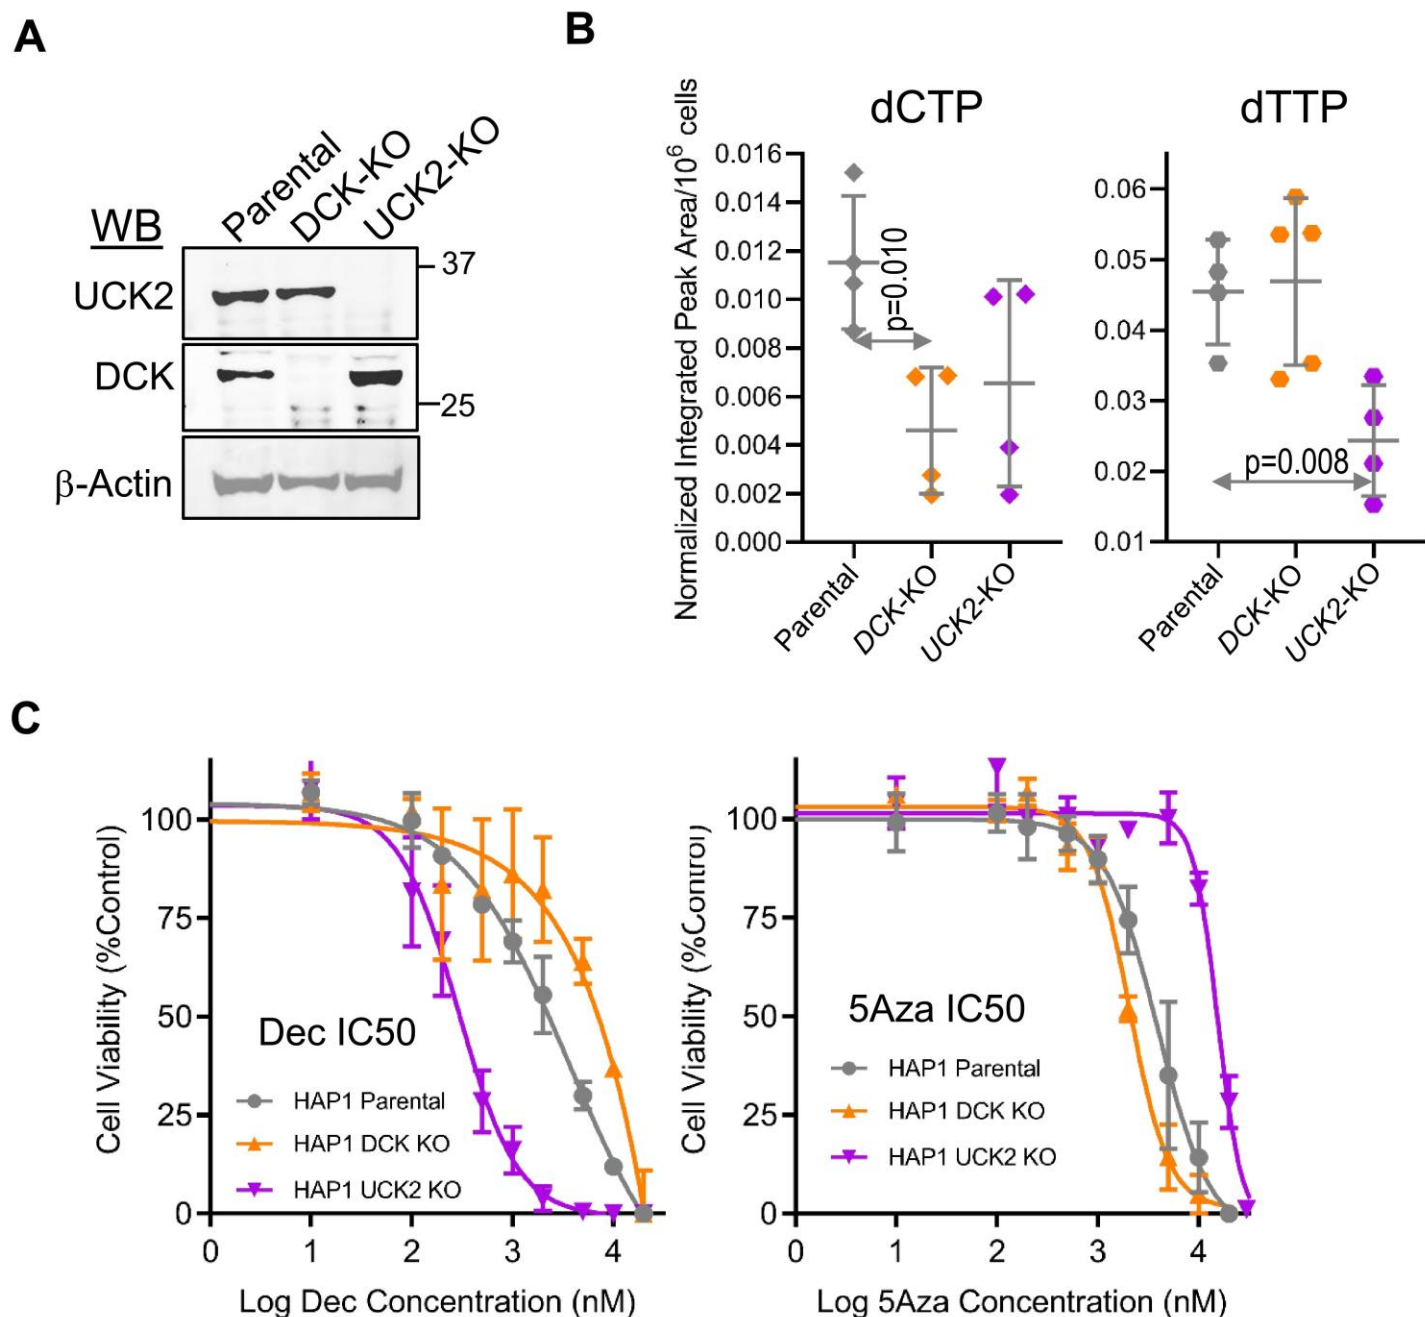 A
WB
Parental
DCK-KO
UCK2-KO
UCK2
37
DCK
25
β-Actin
B
Normalized Integrated Peak Area/10⁶ cells
dCTP
0.016
0.014
0.012
0.010
0.008
0.006
0.004
0.002
0.000
p=0.010
Parental
DCK-KO
UCK2-KO
dTTP
0.06
0.05
0.04
0.03
0.02
0.01
p=0.008
Parental
DCK-KO
UCK2-KO
C
Cell Viability (%Control)
100
75
50
25
0
Dec IC50
HAP1 Parental
HAP1 DCK KO
HAP1 UCK2 KO
0 1 2 3 4
Log Dec Concentration (nM)
Cell Viability (%Control)
100
75
50
25
0
5Aza IC50
HAP1 Parental
HAP1 DCK KO
HAP1 UCK2 KO
0 1 2 3 4
Log 5Aza Concentration (nM)